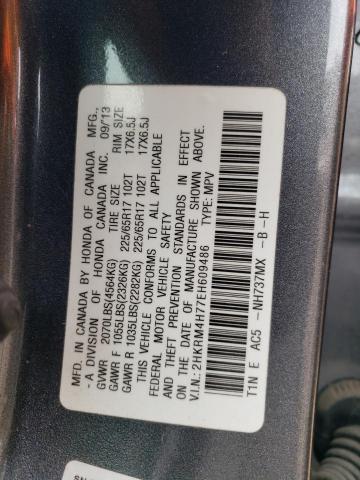 MFD. IN CANADA BY HONDA OF CANADA MFG.,
- A DIVISION OF HONDA CANADA INC. 09/'13
GVWR 2070LBS(4564KG) TIRE SIZE RIM SIZE
GAWR F 1055LBS(2326KG) 225/65R17 102T 17X6.5J
GAWR R 1035LBS(2282KG) 225/65R17 102T 17X6.5J
THIS VEHICLE CONFORMS TO ALL APPLICABLE
FEDERAL MOTOR VEHICLE SAFETY
AND THEFT PREVENTION STANDARDS IN EFFECT
ON THE DATE OF MANUFACTURE SHOWN ABOVE.
V.I.N.: 2HKRM4H77EH609486 TYPE: MPV
T1N E AC5 -NH737MX -B -H
SN